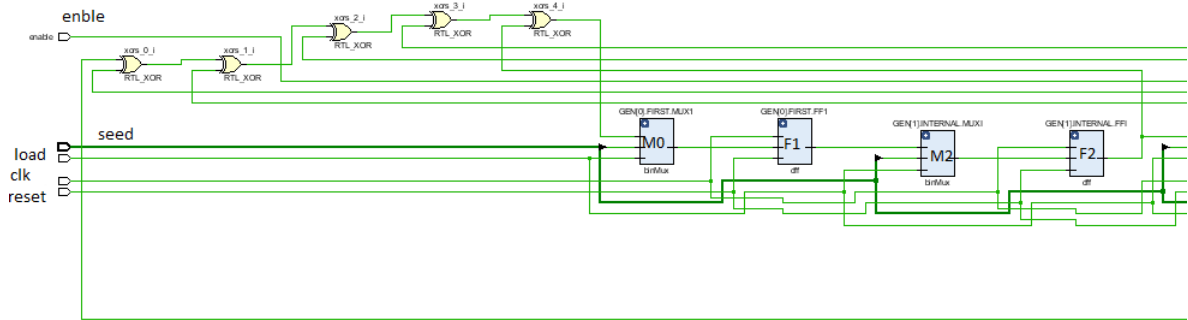 enble
enable
xors_0_i
RTL_XOR
xors_1_i
RTL_XOR
xors_2_i
RTL_XOR
xors_3_i
RTL_XOR
xors_4_i
RTL_XOR
seed
load
clk
reset
GEN[0].FIRST.MUX1
M0
binMux
GEN[0].FIRST.FF1
F1
dff
GEN[1].INTERNAL.MUXI
M2
binMux
GEN[1].INTERNAL.FFI
F2
dff